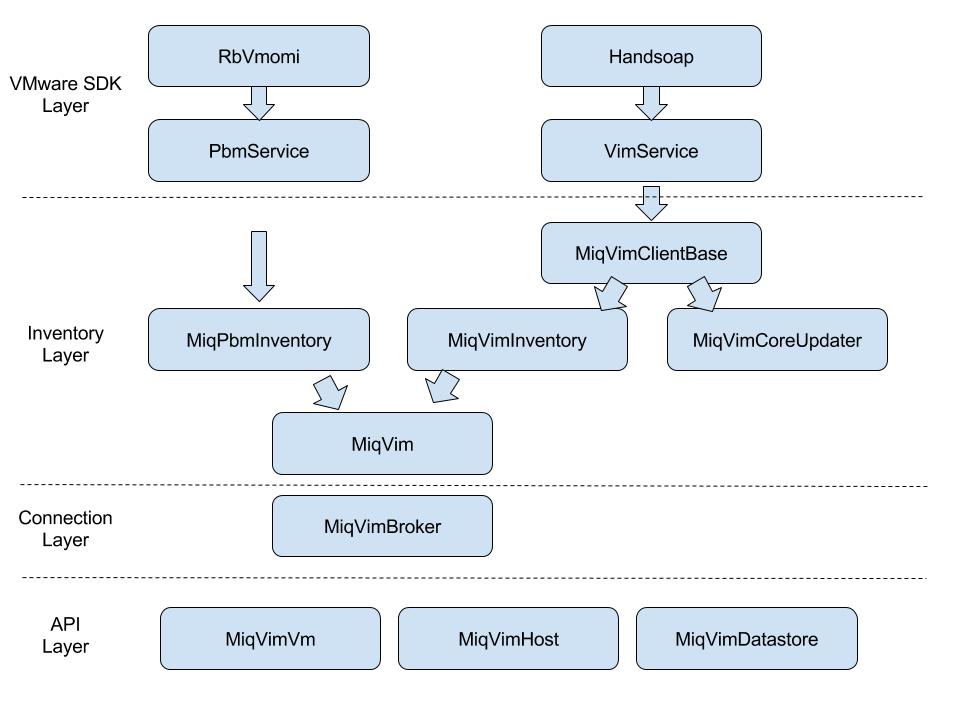 RbVmomi
Handsoap
VMware SDK
Layer
PbmService
VimService
MiqVimClientBase
Inventory
Layer
MiqPbmInventory
MiqVimInventory
MiqVimCoreUpdater
MiqVim
Connection
Layer
MiqVimBroker
API
Layer
MiqVimVm
MiqVimHost
MiqVimDatastore